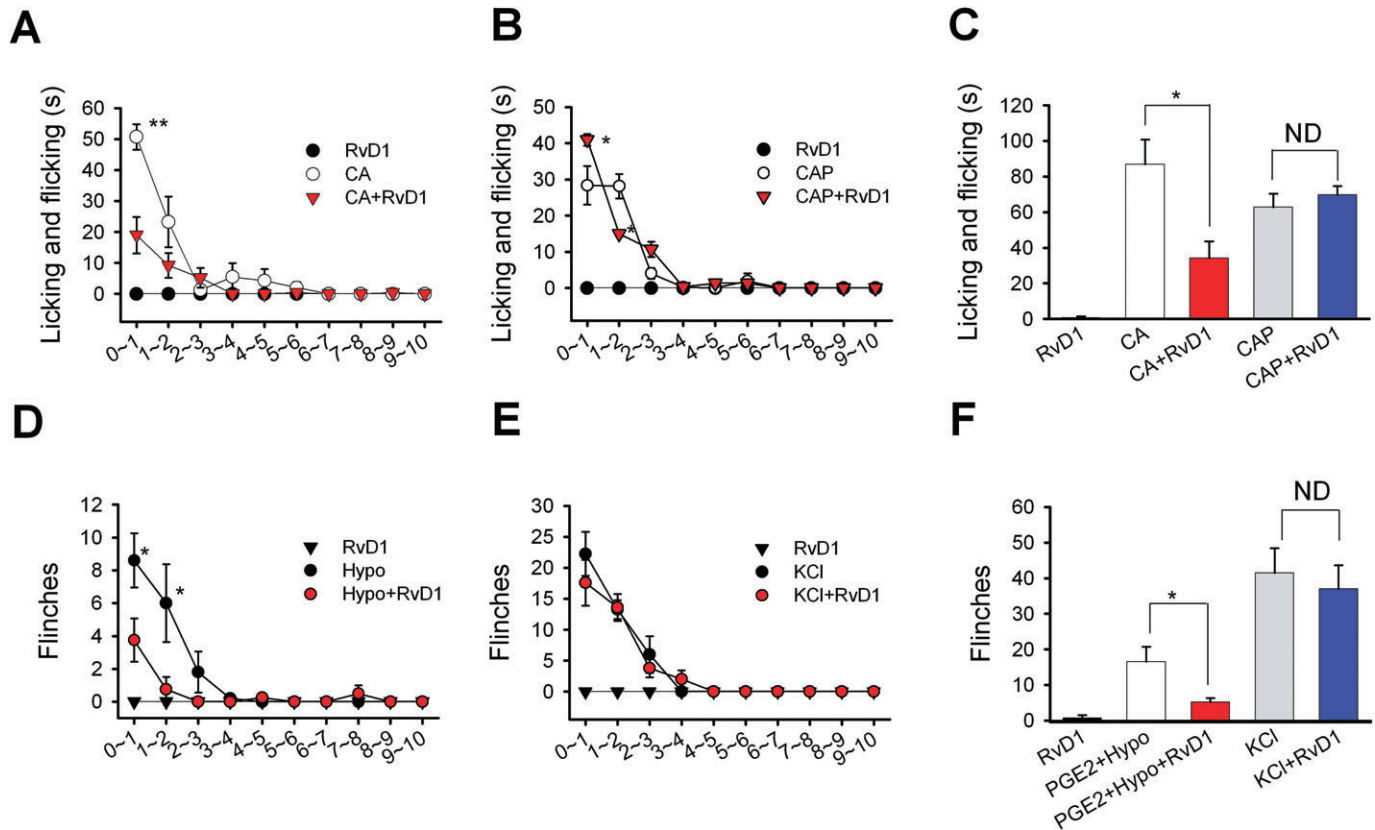 A
Licking and flicking (s)
60
50
40
30
20
10
0
**
RvD1
CA
CA+RvD1
0~1
1~2
2~3
3~4
4~5
5~6
6~7
7~8
8~9
9~10
B
Licking and flicking (s)
50
40
30
20
10
0
*
*
RvD1
CAP
CAP+RvD1
0~1
1~2
2~3
3~4
4~5
5~6
6~7
7~8
8~9
9~10
C
Licking and flicking (s)
120
100
80
60
40
20
0
*
ND
RvD1
CA
CA+RvD1
CAP
CAP+RvD1
D
Flinches
12
10
8
6
4
2
0
*
*
RvD1
Hypo
Hypo+RvD1
0~1
1~2
2~3
3~4
4~5
5~6
6~7
7~8
8~9
9~10
E
Flinches
30
25
20
15
10
5
0
RvD1
KCl
KCl+RvD1
0~1
1~2
2~3
3~4
4~5
5~6
6~7
7~8
8~9
9~10
F
Flinches
60
50
40
30
20
10
0
*
ND
RvD1
PGE2+Hypo
PGE2+Hypo+RvD1
KCl
KCl+RvD1